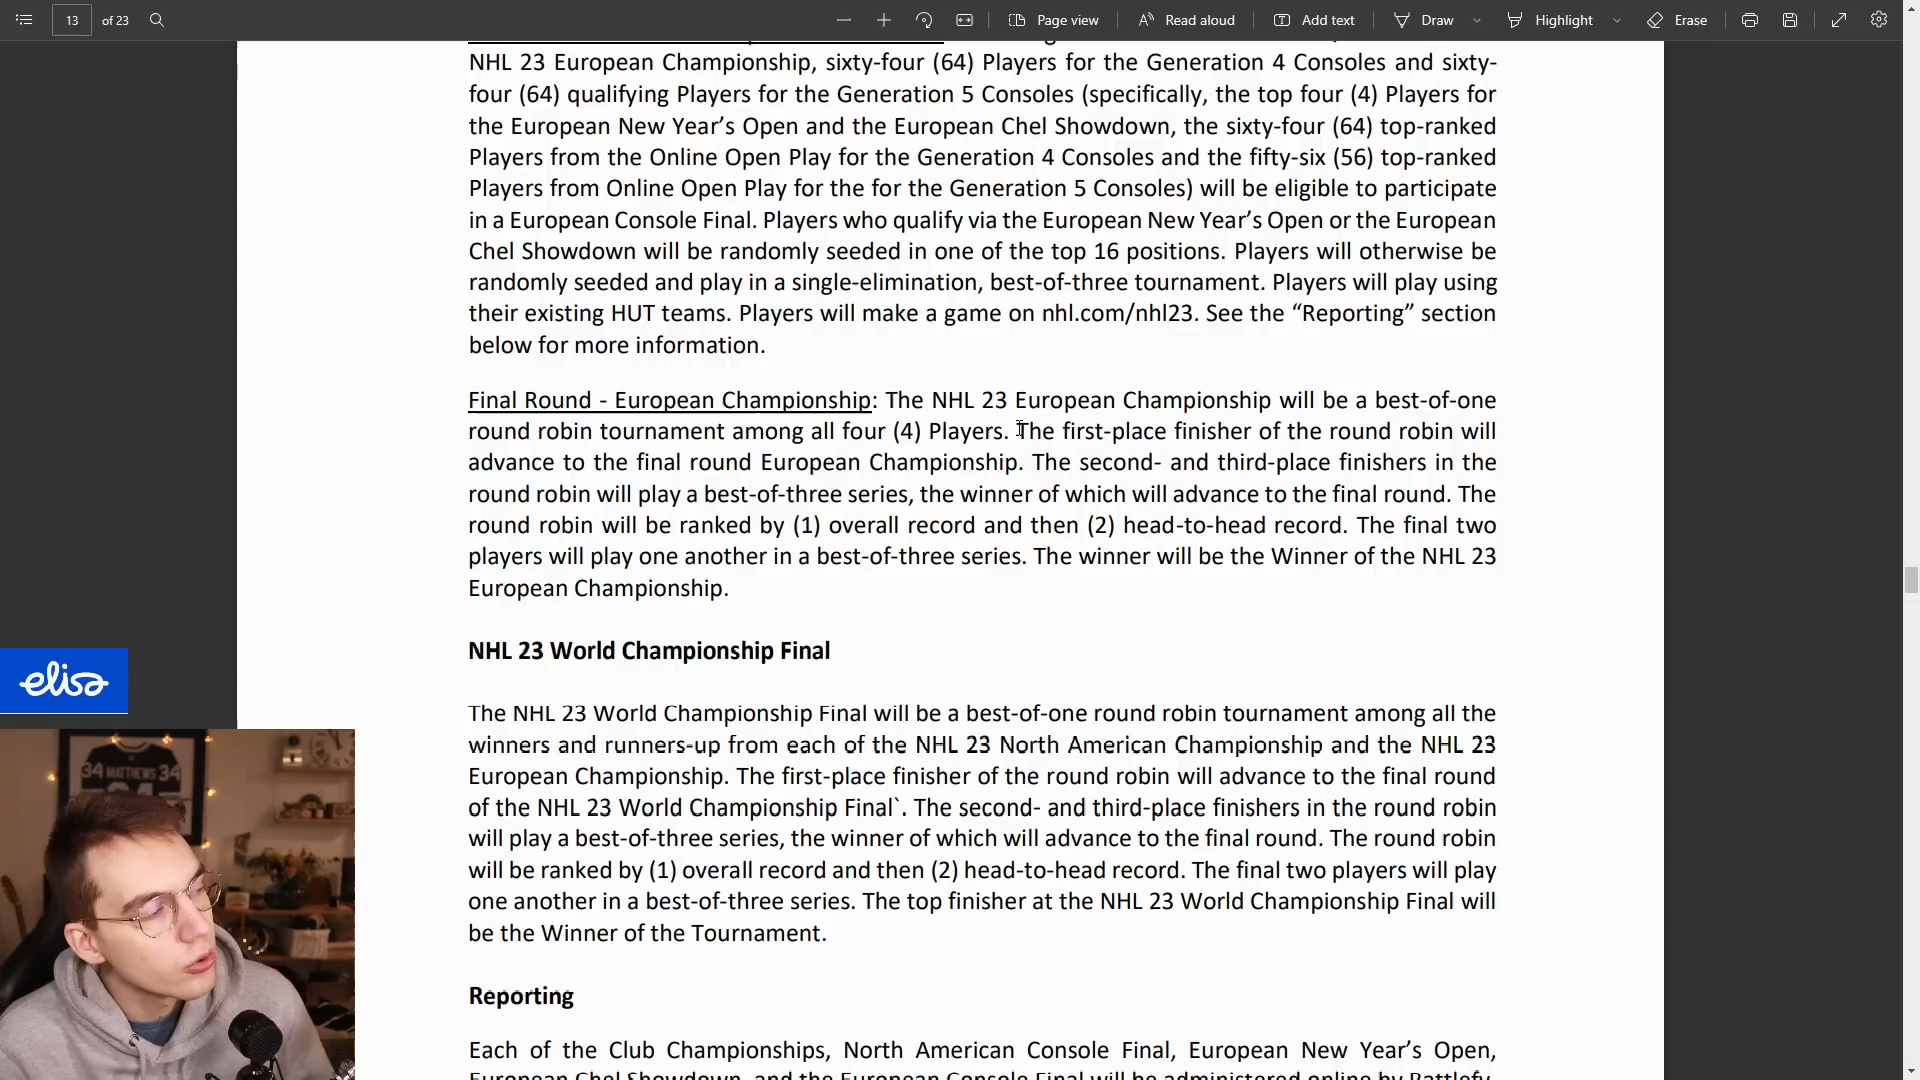 13 of 23
Page view
Read aloud
Add text
Draw
Highlight
Erase
NHL 23 European Championship, sixty-four (64) Players for the Generation 4 Consoles and sixty-
four (64) qualifying Players for the Generation 5 Consoles (specifically, the top four (4) Players for
the European New Year’s Open and the European Chel Showdown, the sixty-four (64) top-ranked
Players from the Online Open Play for the Generation 4 Consoles and the fifty-six (56) top-ranked
Players from Online Open Play for the for the Generation 5 Consoles) will be eligible to participate
in a European Console Final. Players who qualify via the European New Year’s Open or the European
Chel Showdown will be randomly seeded in one of the top 16 positions. Players will otherwise be
randomly seeded and play in a single-elimination, best-of-three tournament. Players will play using
their existing HUT teams. Players will make a game on nhl.com/nhl23. See the “Reporting” section
below for more information.
Final Round - European Championship: The NHL 23 European Championship will be a best-of-one
round robin tournament among all four (4) Players. The first-place finisher of the round robin will
advance to the final round European Championship. The second- and third-place finishers in the
round robin will play a best-of-three series, the winner of which will advance to the final round. The
round robin will be ranked by (1) overall record and then (2) head-to-head record. The final two
players will play one another in a best-of-three series. The winner will be the Winner of the NHL 23
European Championship.
NHL 23 World Championship Final
The NHL 23 World Championship Final will be a best-of-one round robin tournament among all the
winners and runners-up from each of the NHL 23 North American Championship and the NHL 23
European Championship. The first-place finisher of the round robin will advance to the final round
of the NHL 23 World Championship Final`. The second- and third-place finishers in the round robin
will play a best-of-three series, the winner of which will advance to the final round. The round robin
will be ranked by (1) overall record and then (2) head-to-head record. The final two players will play
one another in a best-of-three series. The top finisher at the NHL 23 World Championship Final will
be the Winner of the Tournament.
Reporting
Each of the Club Championships, North American Console Final, European New Year’s Open,
European Chel Showdown, and the European Console Final will be administered online by Battlefy.
elisa
34 MATTHEWS 34